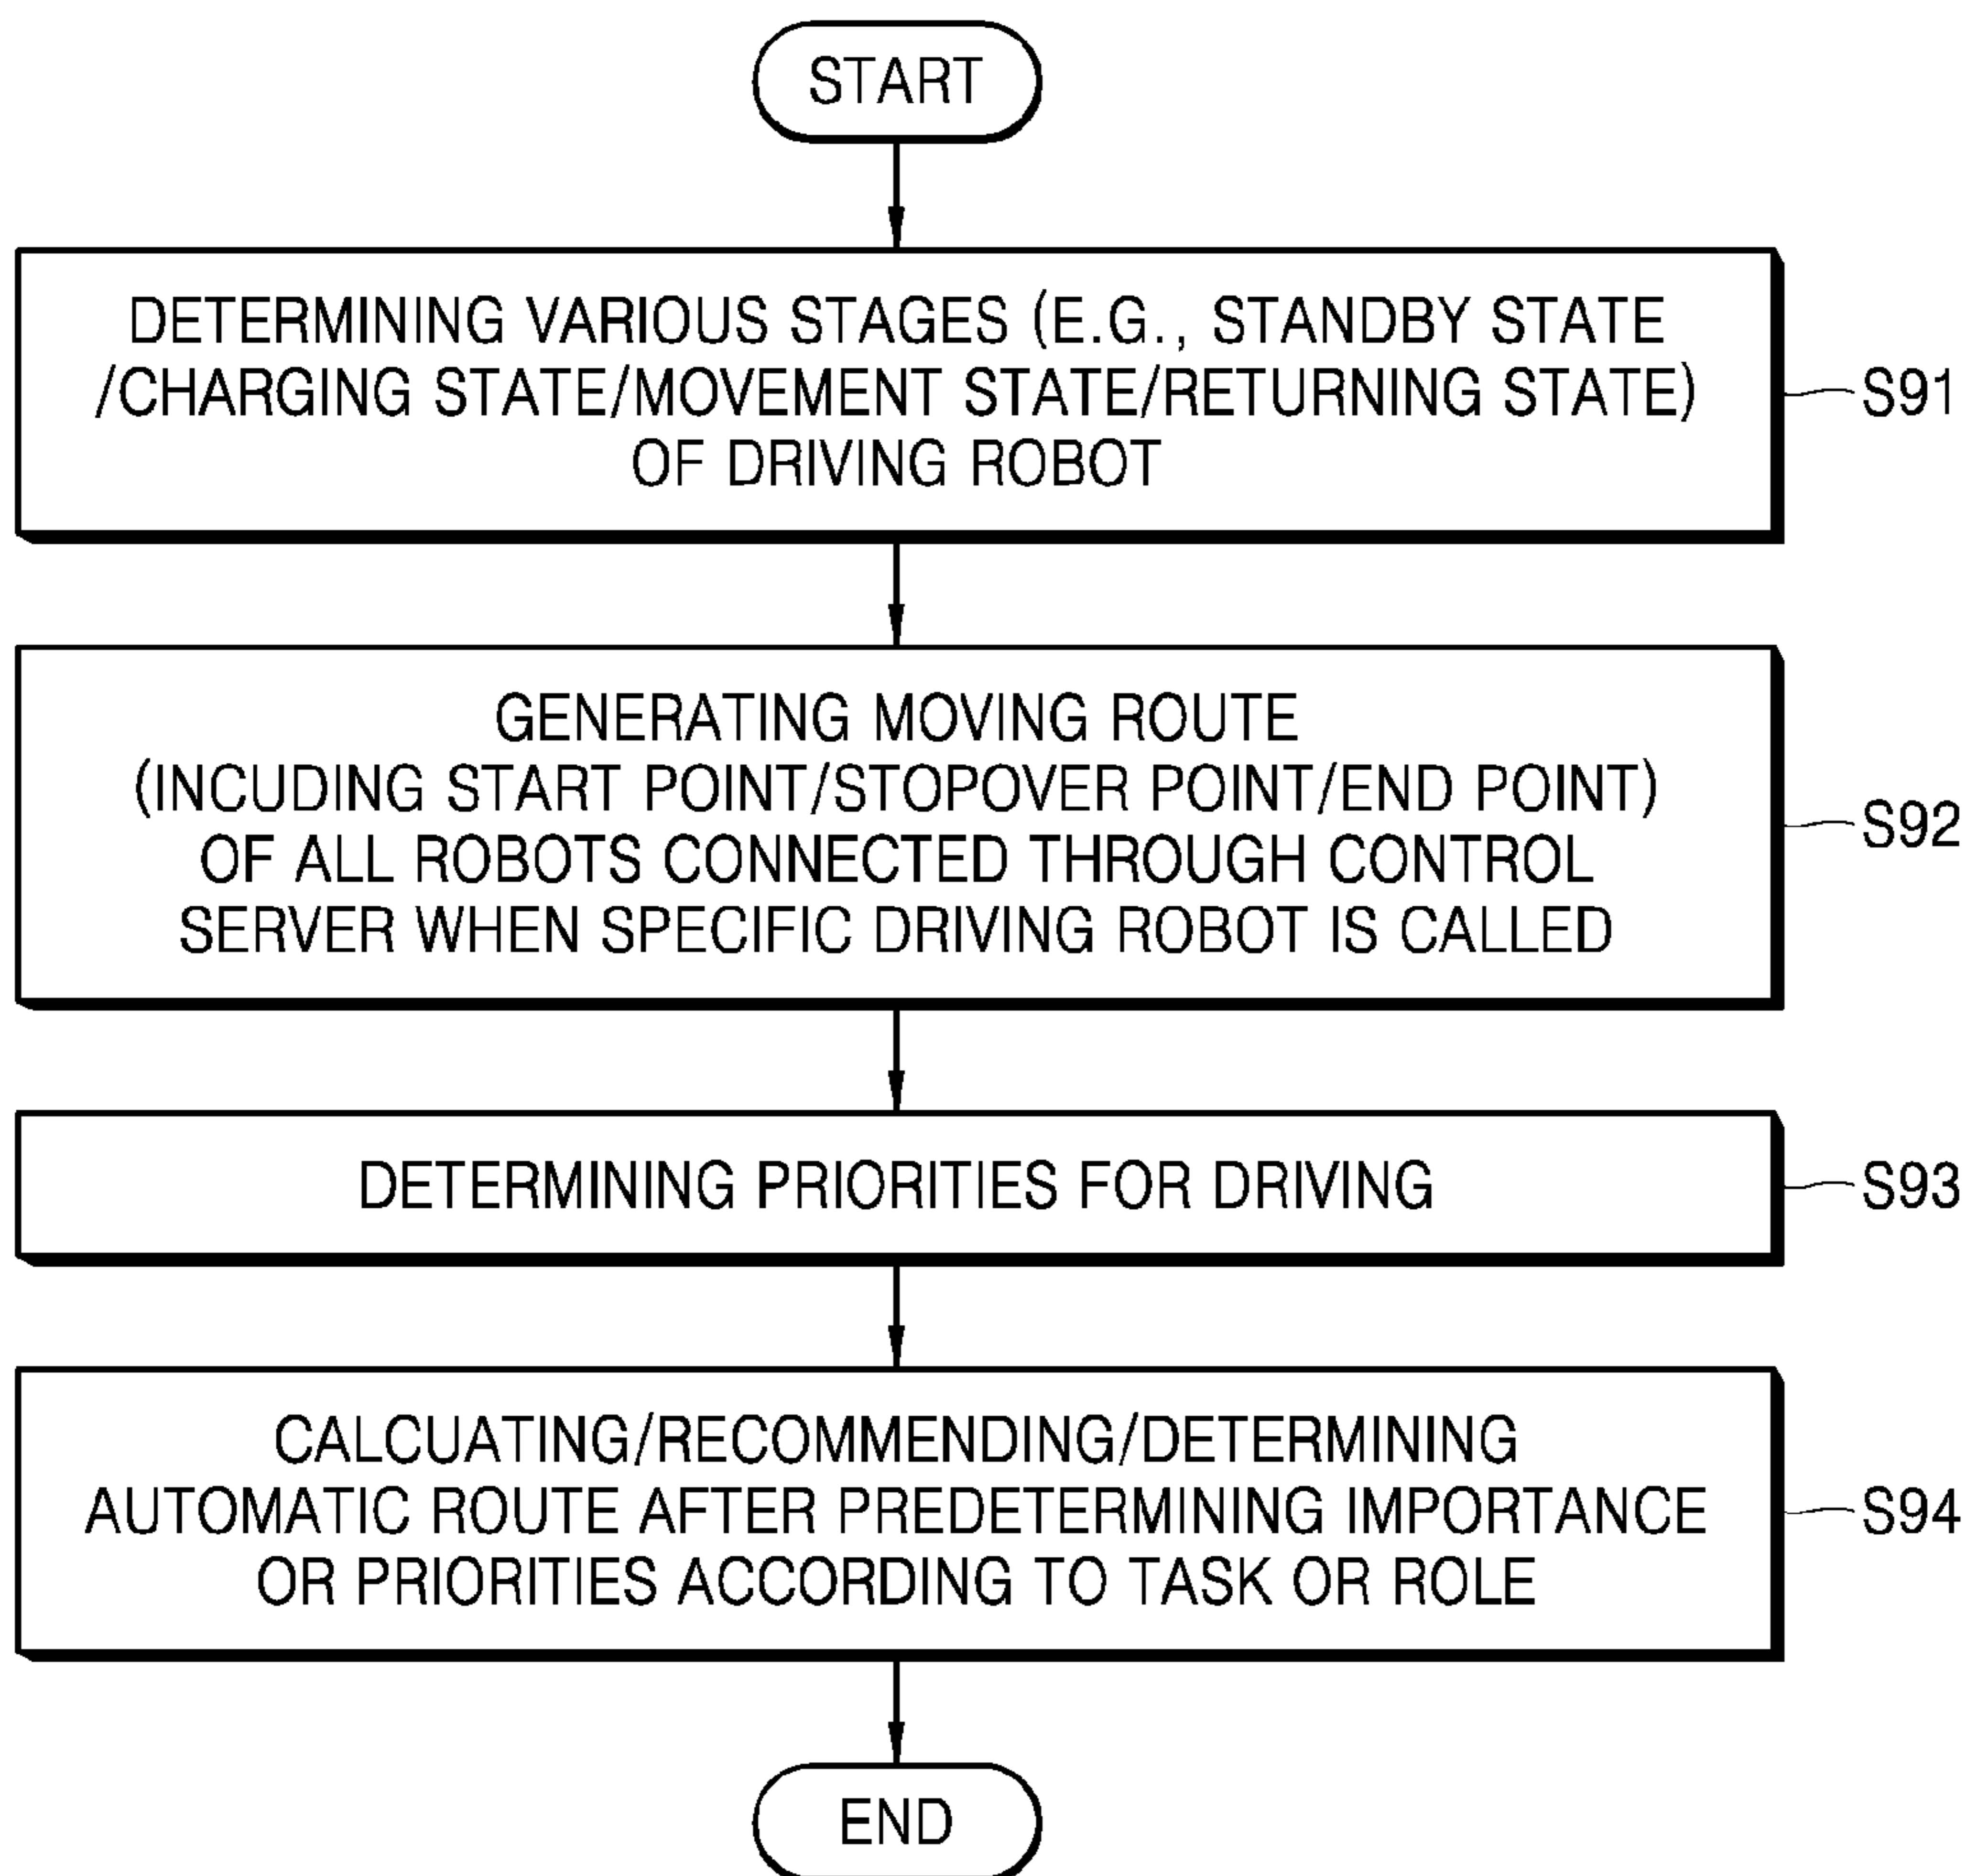 START
DETERMINING VARIOUS STAGES (E.G., STANDBY STATE
/CHARGING STATE/MOVEMENT STATE/RETURNING STATE)
OF DRIVING ROBOT
S91
GENERATING MOVING ROUTE
(INCUDING START POINT/STOPOVER POINT/END POINT)
OF ALL ROBOTS CONNECTED THROUGH CONTROL
SERVER WHEN SPECIFIC DRIVING ROBOT IS CALLED
S92
DETERMINING PRIORITIES FOR DRIVING
S93
CALCUATING/RECOMMENDING/DETERMINING
AUTOMATIC ROUTE AFTER PREDETERMINING IMPORTANCE
OR PRIORITIES ACCORDING TO TASK OR ROLE
S94
END